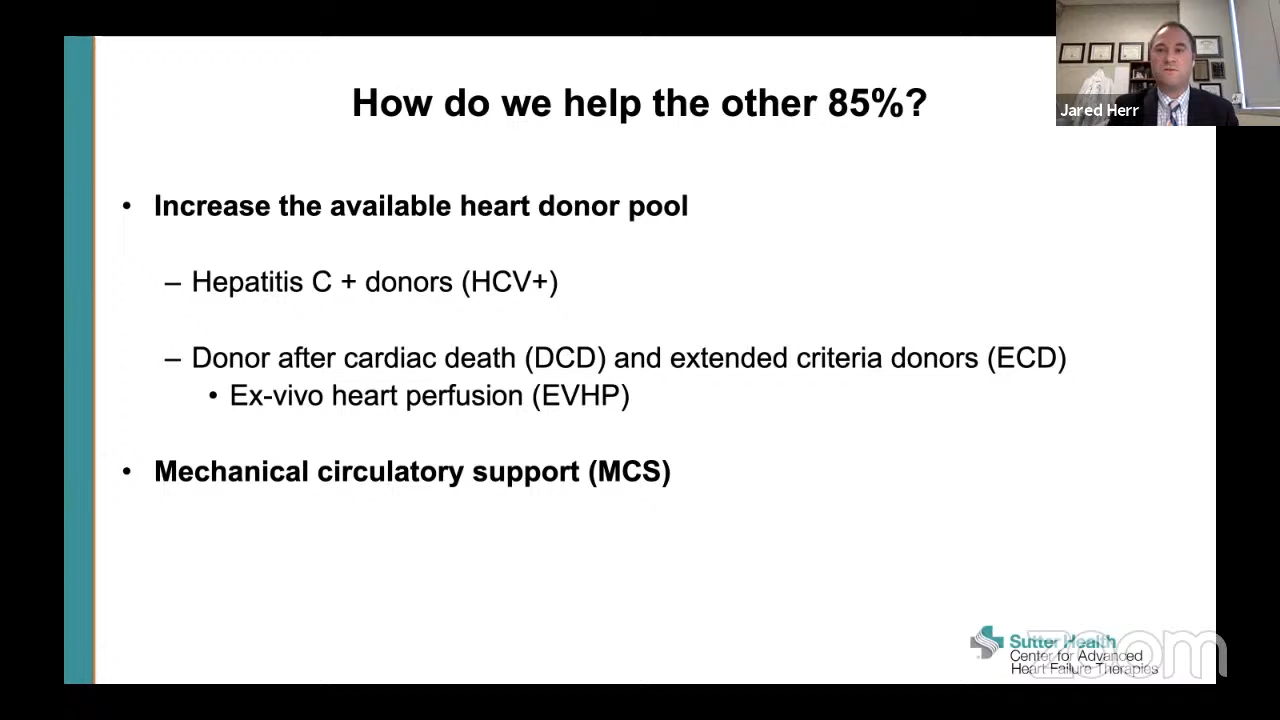 How do we help the other 85%?
Jared Herr
• Increase the available heart donor pool
– Hepatitis C + donors (HCV+)
– Donor after cardiac death (DCD) and extended criteria donors (ECD)
• Ex-vivo heart perfusion (EVHP)
• Mechanical circulatory support (MCS)
Sutter Health
Center for Advanced
Heart Failure Therapies
zoom